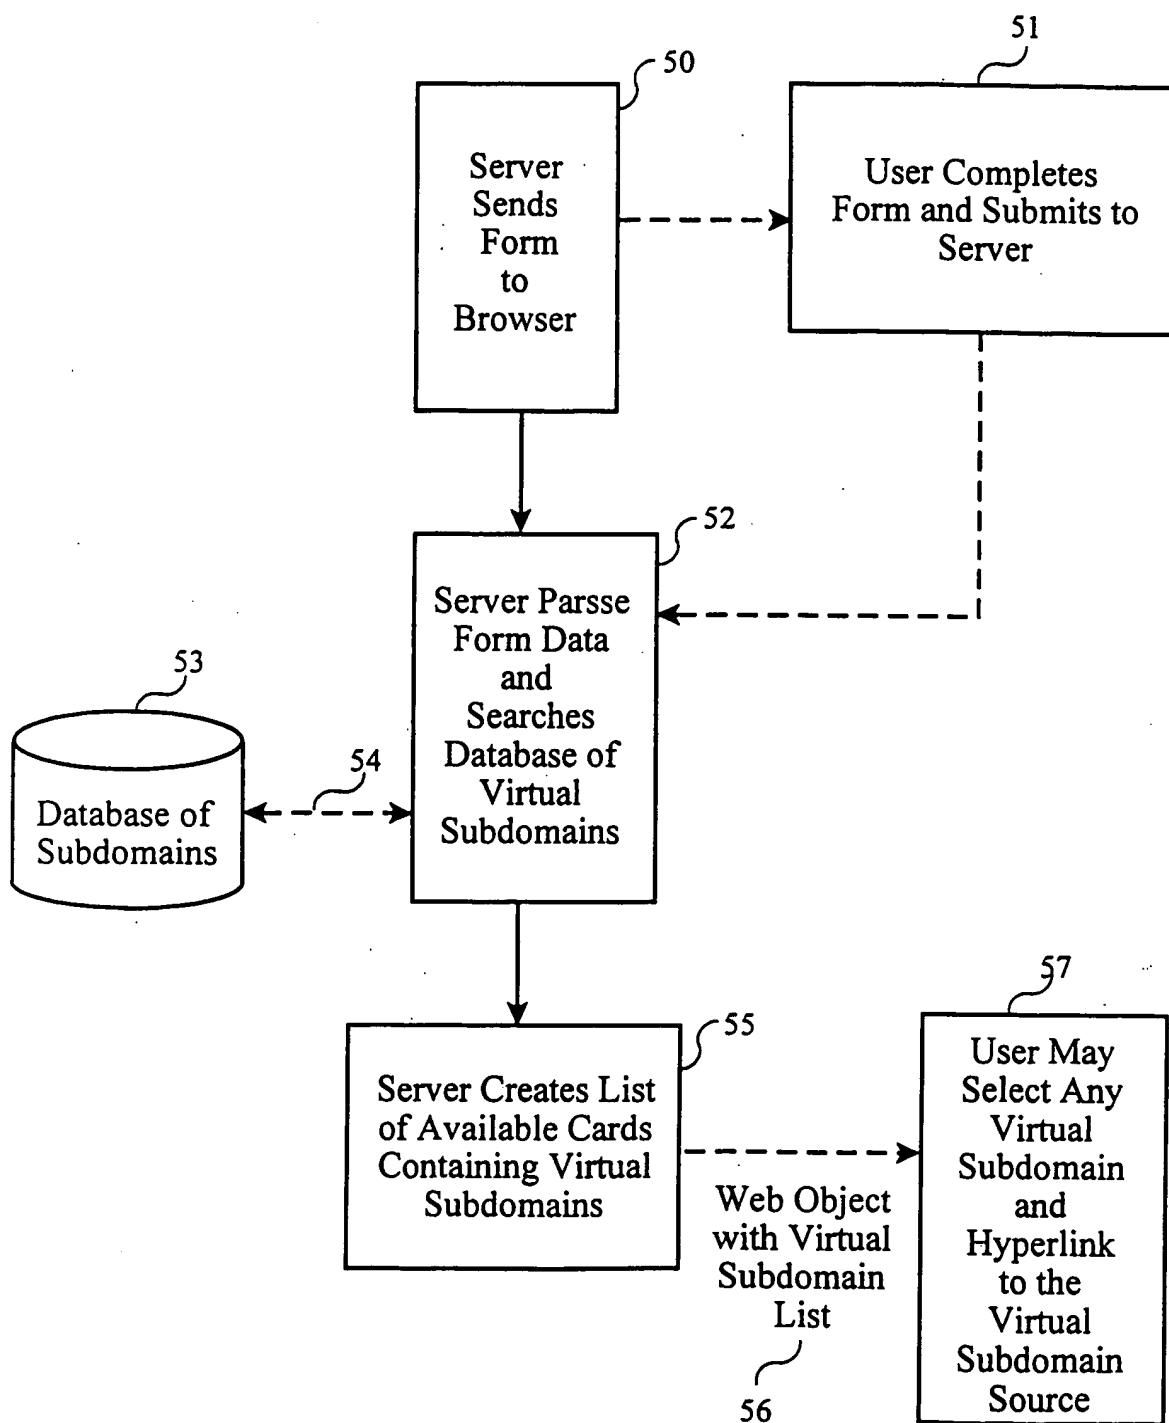 50
51
Server
Sends
Form
to
Browser
User Completes
Form and Submits to
Server
52
Server Parsse
Form Data
and
Searches
Database of
Virtual
Subdomains
53
54
Database of
Subdomains
55
Server Creates List
of Available Cards
Containing Virtual
Subdomains
Web Object
with Virtual
Subdomain
List
56
57
User May
Select Any
Virtual
Subdomain
and
Hyperlink
to the
Virtual
Subdomain
Source